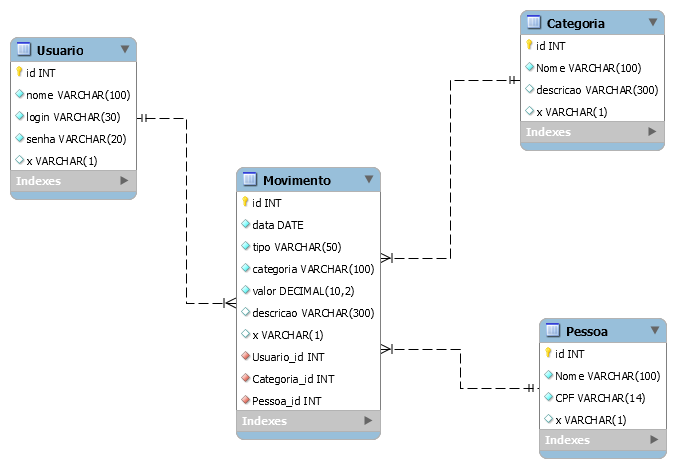 Usuario
id INT
nome VARCHAR(100)
login VARCHAR(30)
senha VARCHAR(20)
x VARCHAR(1)
Indexes
Movimento
id INT
data DATE
tipo VARCHAR(50)
categoria VARCHAR(100)
valor DECIMAL(10,2)
descricao VARCHAR(300)
x VARCHAR(1)
Usuario_id INT
Categoria_id INT
Pessoa_id INT
Indexes
Categoria
id INT
Nome VARCHAR(100)
descricao VARCHAR(300)
x VARCHAR(1)
Indexes
Pessoa
id INT
Nome VARCHAR(100)
CPF VARCHAR(14)
x VARCHAR(1)
Indexes